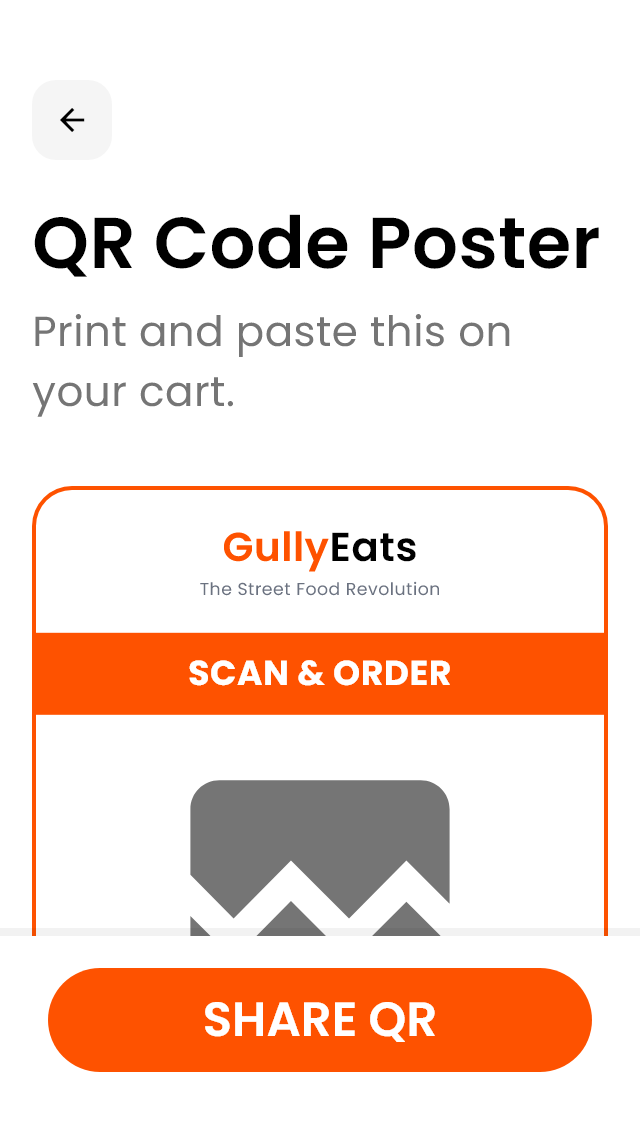 QR Code Poster
Print and paste this on
your cart.
GullyEats
The Street Food Revolution
SCAN & ORDER
SHARE QR